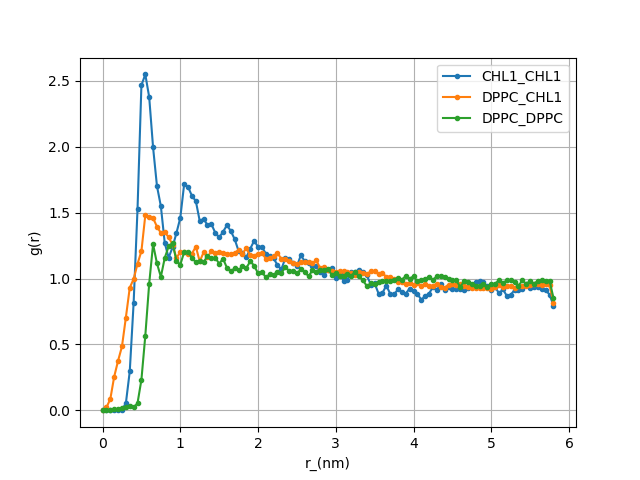 CHL1_CHL1
DPPC_CHL1
DPPC_DPPC
2.5
2.0
1.5
1.0
0.5
0.0
g(r)
0 1 2 3 4 5 6
r_(nm)